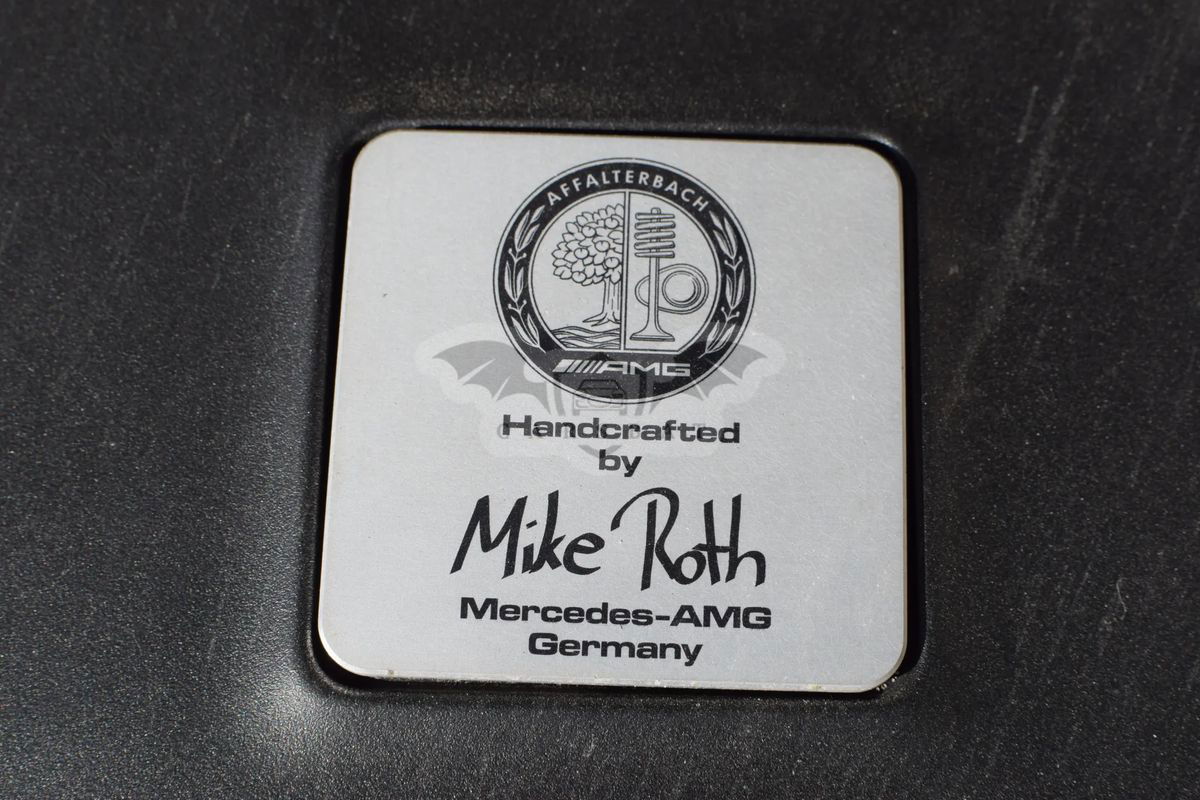 AFFALTERBACH
AMG
Handcrafted
by
Mike Roth
Mercedes-AMG
Germany